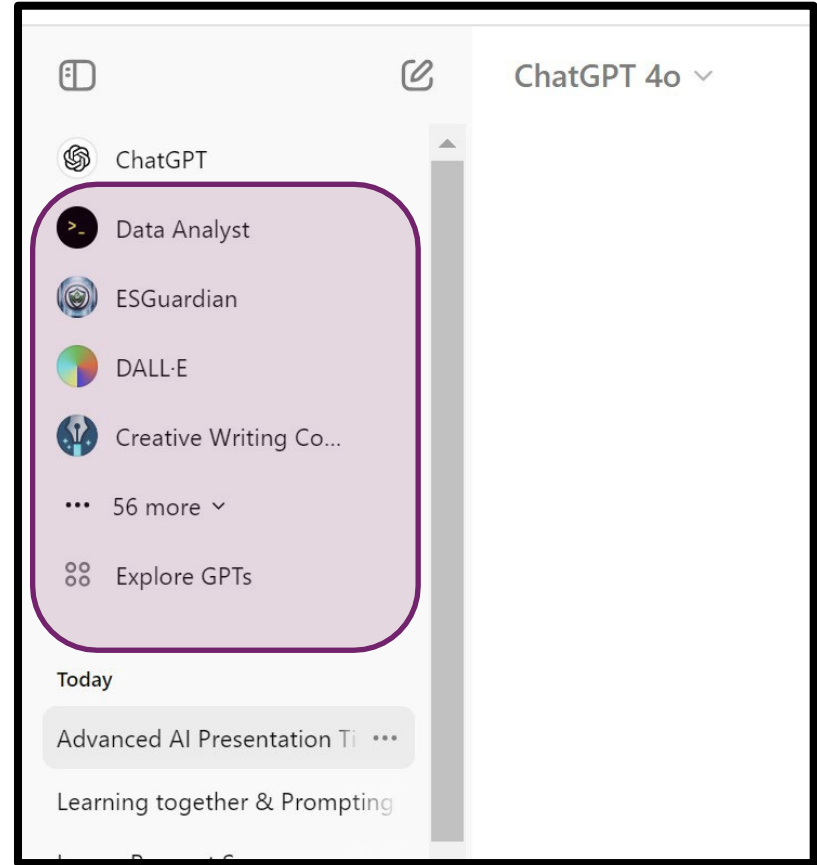 ChatGPT 4o
ChatGPT
>_
Data Analyst
ESGuardian
DALL·E
Creative Writing Co...
56 more
Explore GPTs
Today
Advanced AI Presentation Ti
Learning together & Prompting